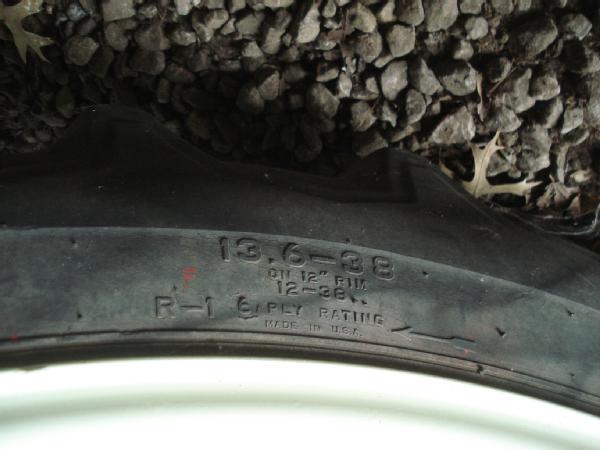 13.6-38
ON 12" RIM
12-38
R-1 6 PLY RATING
MADE IN U.S.A.